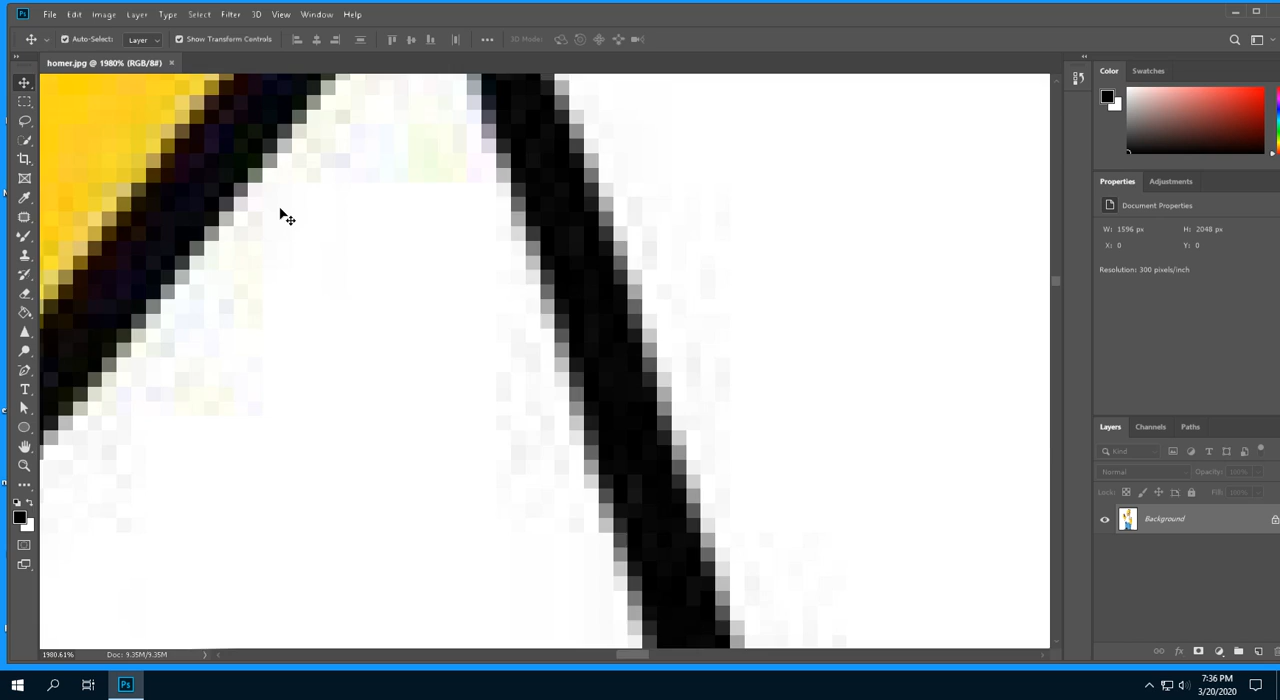 Ps File Edit Image Layer Type Select Filter 3D View Window Help
Auto-Select: Layer Show Transform Controls 3D Mode:
homer.jpg @ 1980% (RGB/8#) ×
Color Swatches
Properties Adjustments
Document Properties
W: 1596 px H: 2048 px
X: 0 Y: 0
Resolution: 300 pixels/inch
Layers Channels Paths
Kind
Normal Opacity: 100%
Lock: Fill: 100%
Background
1980.61% Doc: 9.35M/9.35M
Ps
7:36 PM
3/20/2020